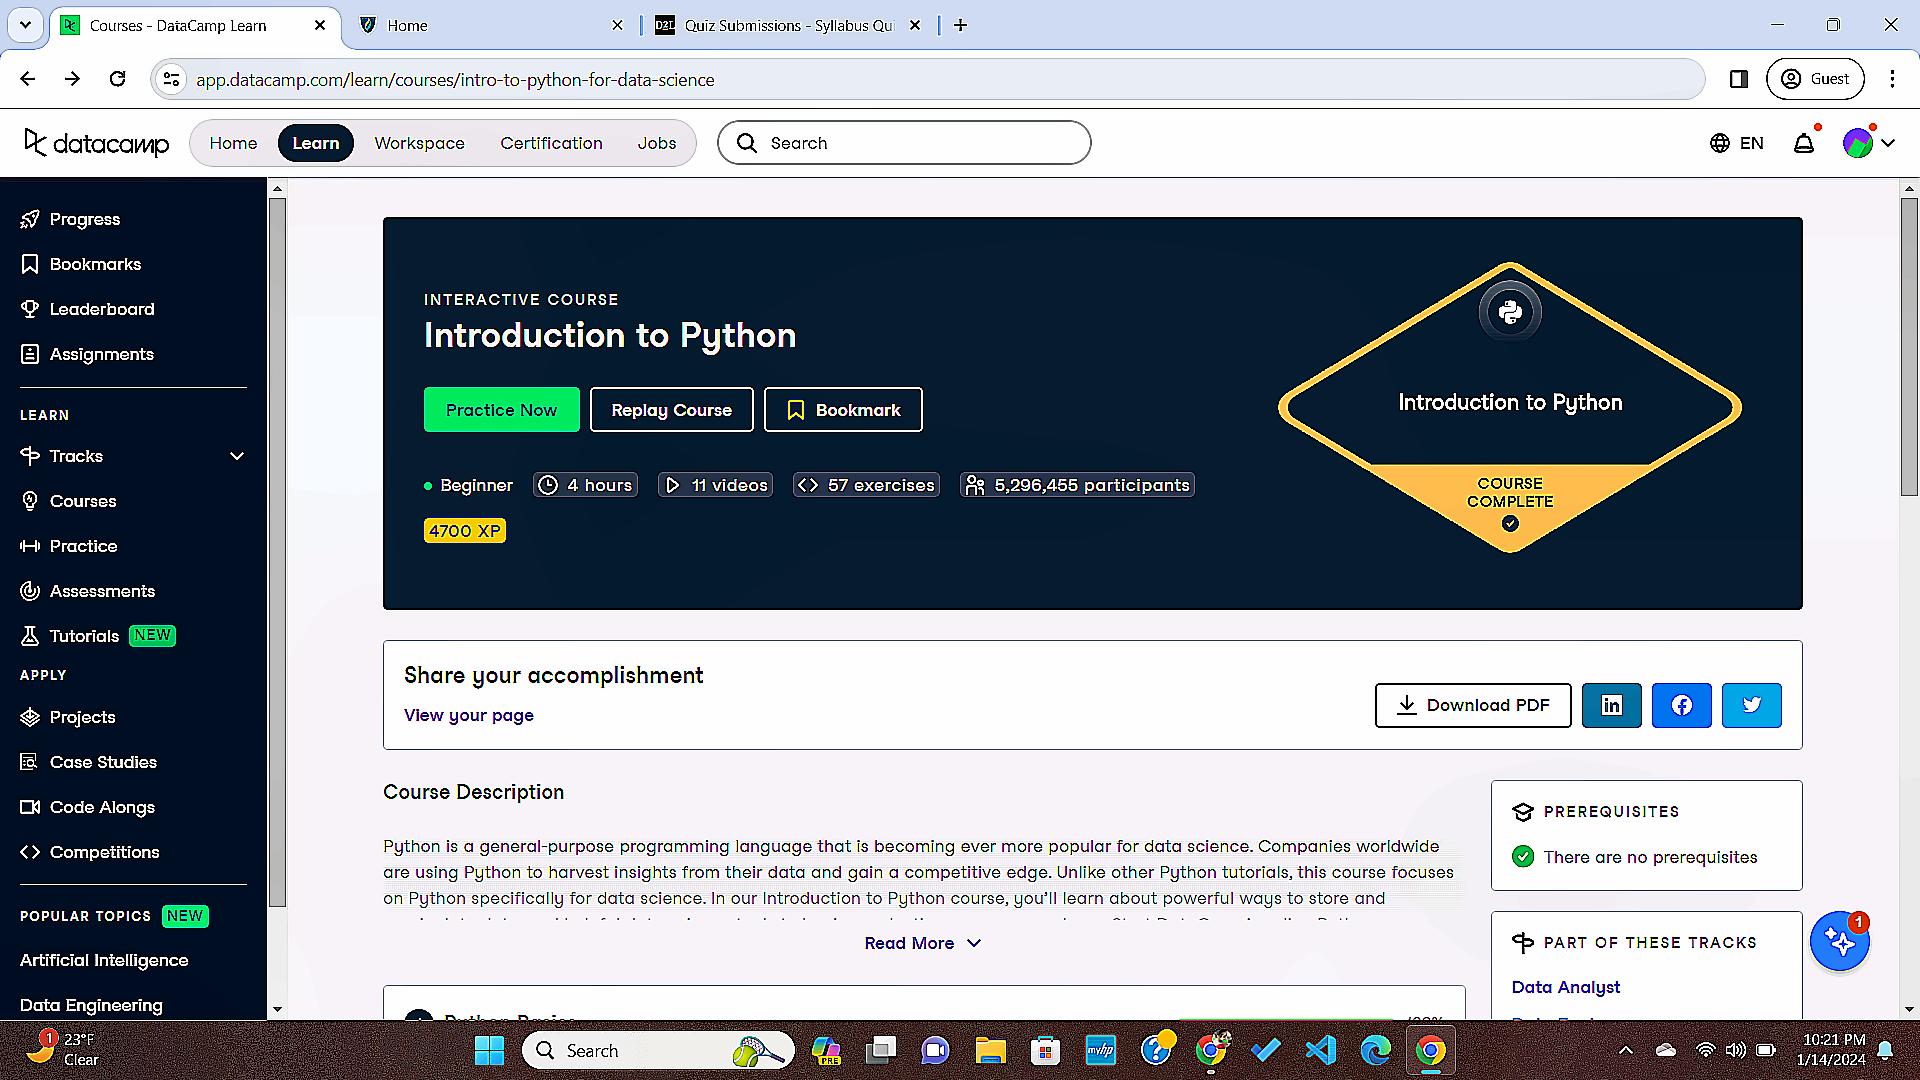 Courses - DataCamp Learn
Home
Quiz Submissions - Syllabus Qu
app.datacamp.com/learn/courses/intro-to-python-for-data-science
Guest
datacamp
Home
Learn
Workspace
Certification
Jobs
Search
EN
Progress
Bookmarks
Leaderboard
Assignments
LEARN
Tracks
Courses
Practice
Assessments
Tutorials NEW
APPLY
Projects
Case Studies
Code Alongs
Competitions
POPULAR TOPICS NEW
Artificial Intelligence
Data Engineering
INTERACTIVE COURSE
Introduction to Python
Practice Now
Replay Course
Bookmark
Beginner
4 hours
11 videos
57 exercises
5,296,455 participants
4700 XP
Introduction to Python
COURSE
COMPLETE
Share your accomplishment
View your page
Download PDF
Course Description
Python is a general-purpose programming language that is becoming ever more popular for data science. Companies worldwide
are using Python to harvest insights from their data and gain a competitive edge. Unlike other Python tutorials, this course focuses
on Python specifically for data science. In our Introduction to Python course, you'll learn about powerful ways to store and
Read More
PREREQUISITES
There are no prerequisites
PART OF THESE TRACKS
Data Analyst
1
Python Basics
1
23°F
Clear
Search
PRE
myhp
10:21 PM
1/14/2024